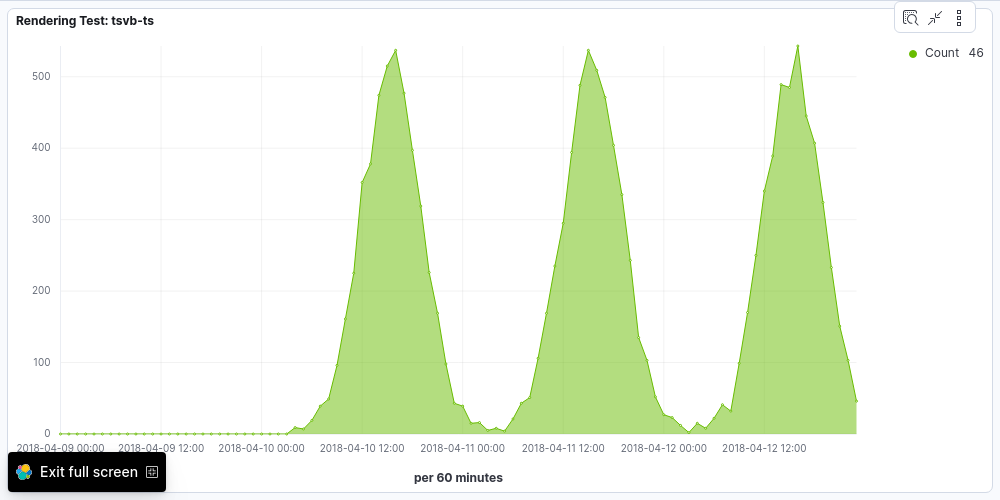 Rendering Test: tsvb-ts
Count 46
500
400
300
200
100
0
2018-04-09 00:00 2018-04-09 12:00 2018-04-10 00:00 2018-04-10 12:00 2018-04-11 00:00 2018-04-11 12:00 2018-04-12 00:00 2018-04-12 12:00
per 60 minutes
Exit full screen